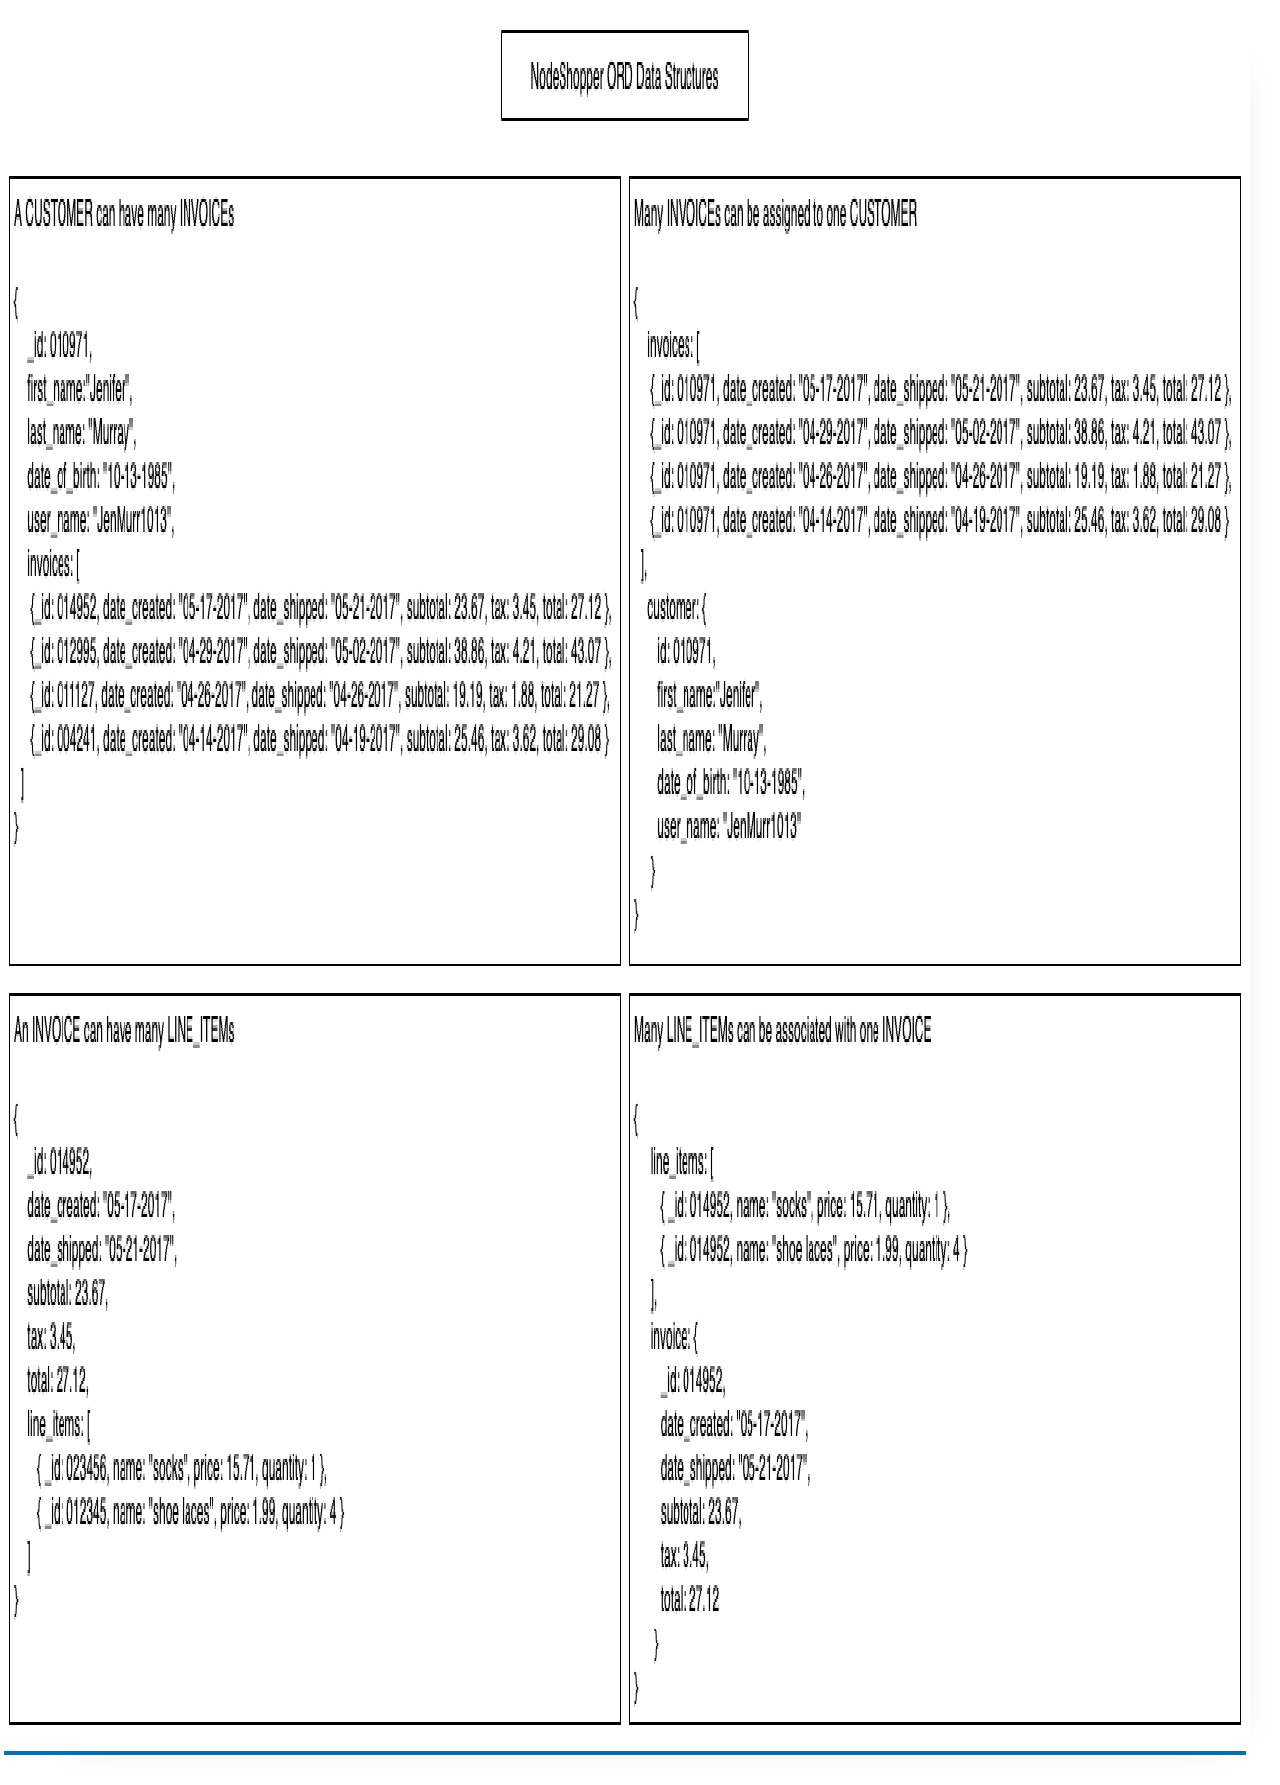 NodeShopper ORD Data Structures
A CUSTOMER can have many INVOICEs
{
_id: 010971,
first_name:"Jenifer",
last_name: "Murray",
date_of_birth: "10-13-1985",
user_name: "JenMurr1013",
invoices: [
{_id: 014952, date_created: "05-17-2017", date_shipped: "05-21-2017", subtotal: 23.67, tax: 3.45, total: 27.12 },
{_id: 012995, date_created: "04-29-2017", date_shipped: "05-02-2017", subtotal: 38.86, tax: 4.21, total: 43.07 },
{_id: 011127, date_created: "04-26-2017", date_shipped: "04-26-2017", subtotal: 19.19, tax: 1.88, total: 21.27 },
{_id: 004241, date_created: "04-14-2017", date_shipped: "04-19-2017", subtotal: 25.46, tax: 3.62, total: 29.08 }
]
}
Many INVOICEs can be assigned to one CUSTOMER
{
invoices: [
{_id: 010971, date_created: "05-17-2017", date_shipped: "05-21-2017", subtotal: 23.67, tax: 3.45, total: 27.12 },
{_id: 010971, date_created: "04-29-2017", date_shipped: "05-02-2017", subtotal: 38.86, tax: 4.21, total: 43.07 },
{_id: 010971, date_created: "04-26-2017", date_shipped: "04-26-2017", subtotal: 19.19, tax: 1.88, total: 21.27 },
{_id: 010971, date_created: "04-14-2017", date_shipped: "04-19-2017", subtotal: 25.46, tax: 3.62, total: 29.08 }
],
customer: {
id: 010971,
first_name:"Jenifer",
last_name: "Murray",
date_of_birth: "10-13-1985",
user_name: "JenMurr1013"
}
}
An INVOICE can have many LINE_ITEMs
{
_id: 014952,
date_created: "05-17-2017",
date_shipped: "05-21-2017",
subtotal: 23.67,
tax: 3.45,
total: 27.12,
line_items: [
{ _id: 023456, name: "socks", price: 15.71, quantity: 1 },
{ _id: 012345, name: "shoe laces", price: 1.99, quantity: 4 }
]
}
Many LINE_ITEMs can be associated with one INVOICE
{
line_items: [
{ _id: 014952, name: "socks", price: 15.71, quantity: 1 },
{ _id: 014952, name: "shoe laces", price: 1.99, quantity: 4 }
],
invoice: {
_id: 014952,
date_created: "05-17-2017",
date_shipped: "05-21-2017",
subtotal: 23.67,
tax: 3.45,
total: 27.12
}
}